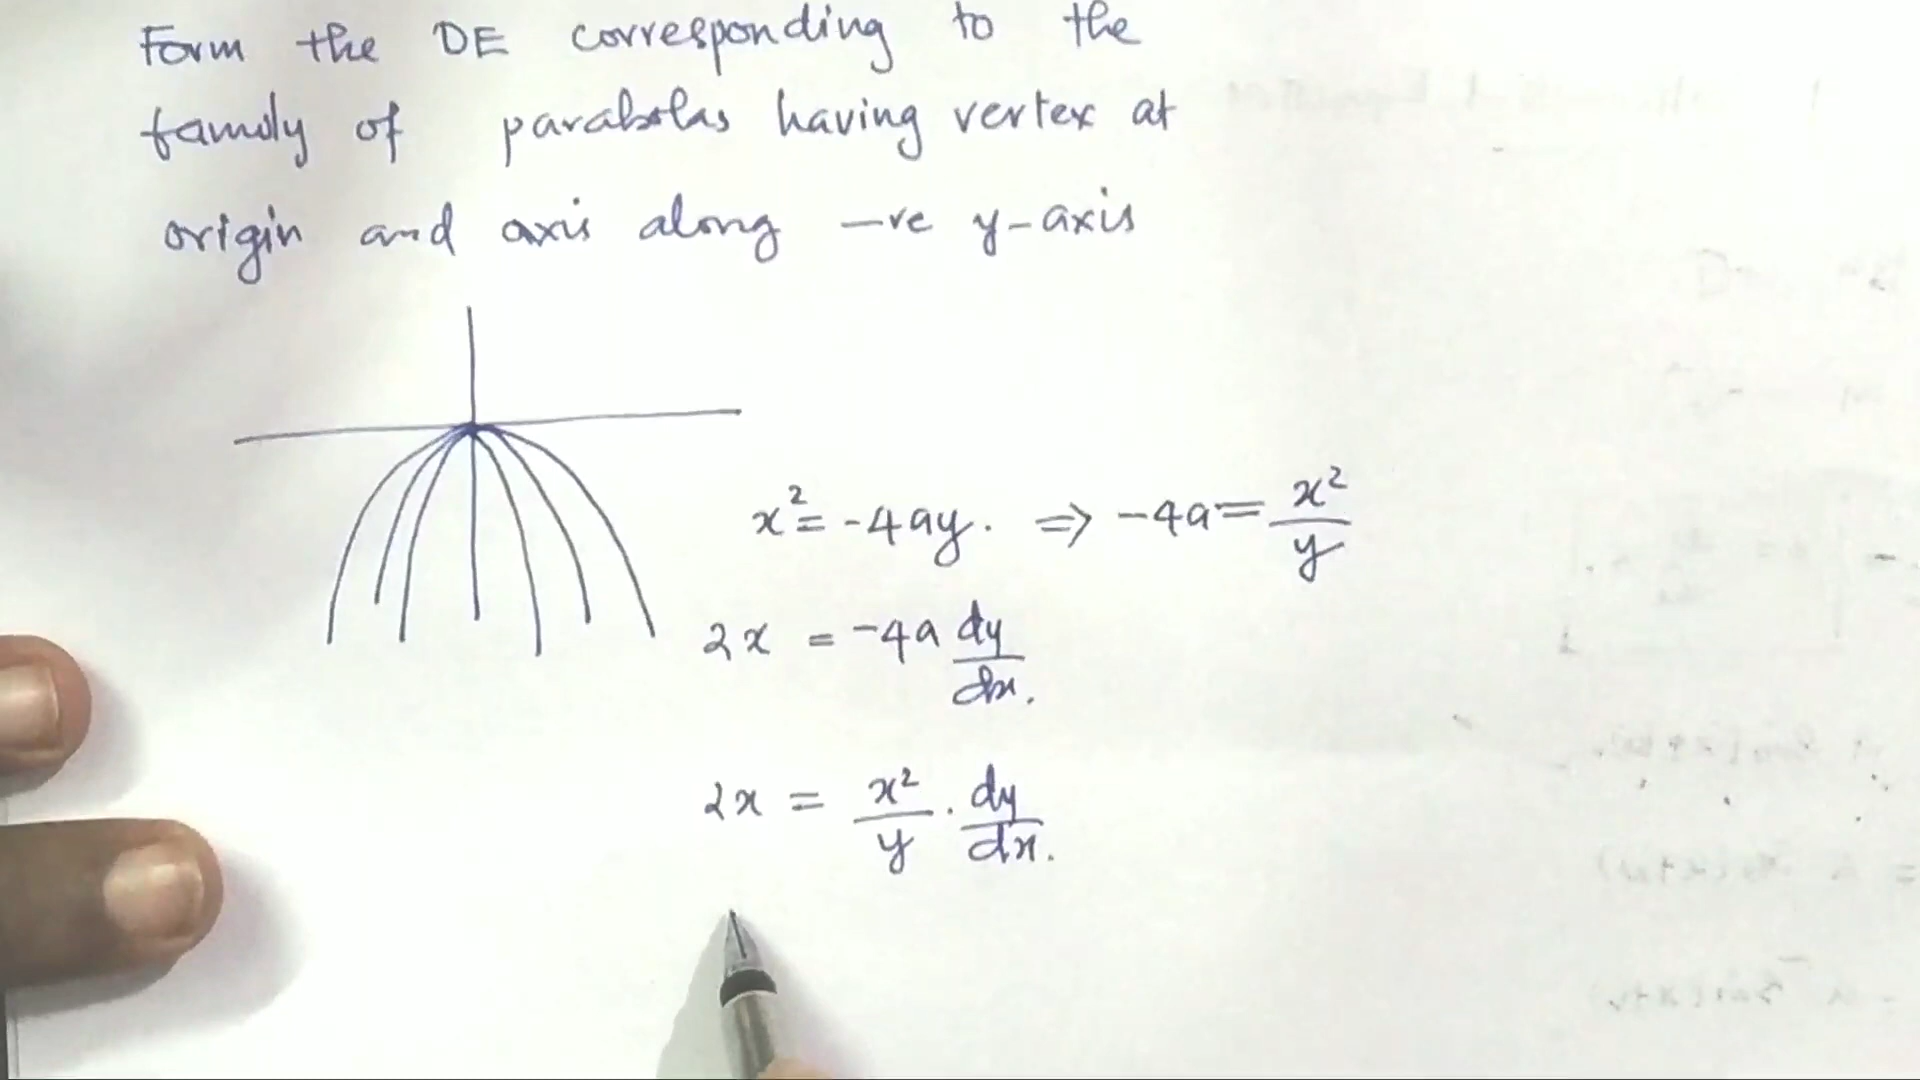 Form the DE corresponding to the
family of parabolas having vertex at
origin and axis along -ve y-axis
x² = -4ay. ⇒ -4a = x²/y
2x = -4a dy/dx.
2x = x²/y . dy/dx.